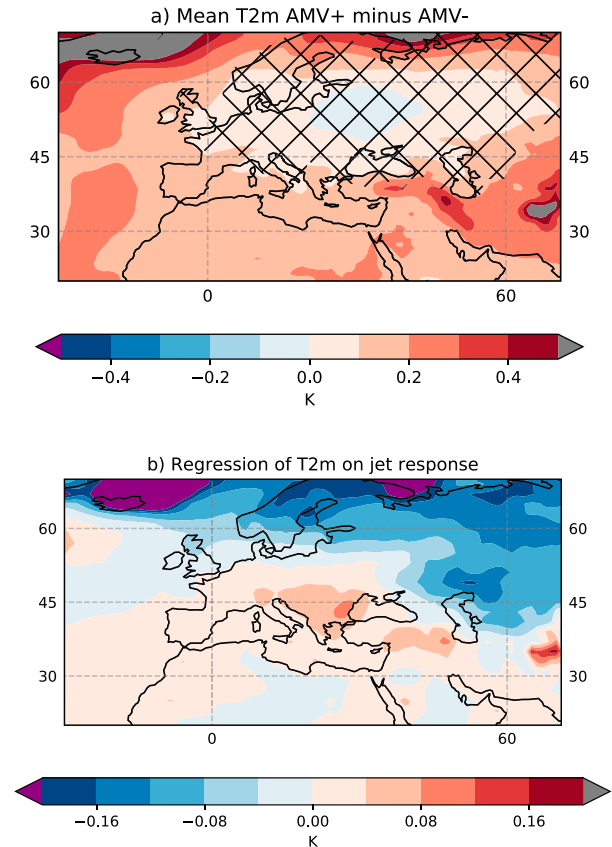 a) Mean T2m AMV+ minus AMV-
60 60
45 45
30 30
0 60
−0.4 −0.2 0.0 0.2 0.4
K
b) Regression of T2m on jet response
60 60
45 45
30 30
0 60
−0.16 −0.08 0.00 0.08 0.16
K